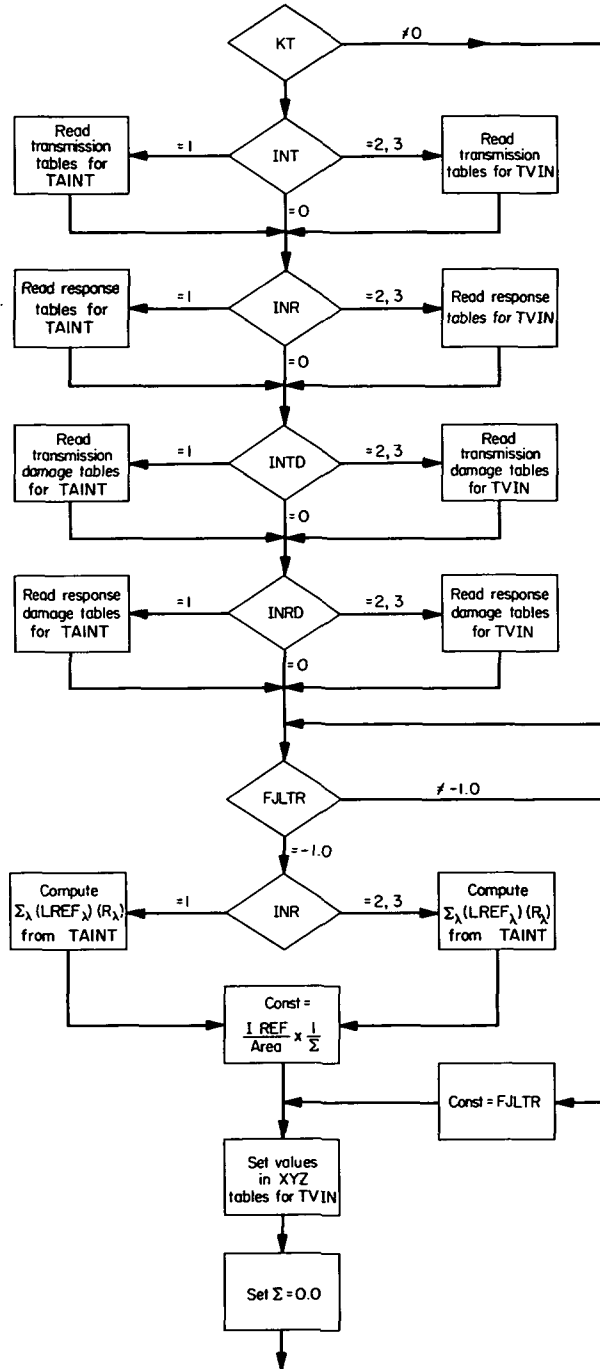 KT
≠0
Read
transmission
tables for
TAINT
=1
INT
=2, 3
Read
transmission
tables for TVIN
=0
Read response
tables for
TAINT
=1
INR
=2, 3
Read response
tables for TVIN
=0
Read
transmission
damage tables
for TAINT
=1
INTD
=2, 3
Read
transmission
damage tables
for TVIN
=0
Read response
damage tables
for TAINT
=1
INRD
=2, 3
Read response
damage tables
for TVIN
=0
FJLTR
≠ -1.0
=-1.0
Compute
Σλ(LREFλ)(Rλ)
from TAINT
=1
INR
=2, 3
Compute
Σλ(LREFλ)(Rλ)
from TAINT
Const =
I REF
Area
x
1
Σ
Const = FJLTR
Set values
in XYZ
tables for TVIN
Set Σ = 0.0